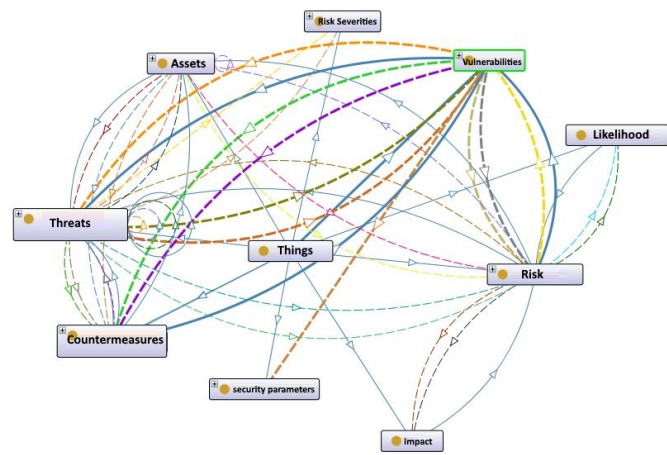 Risk Severities
Assets
Vulnerabilities
Likelihood
Threats
Things
Risk
Countermeasures
security parameters
Impact